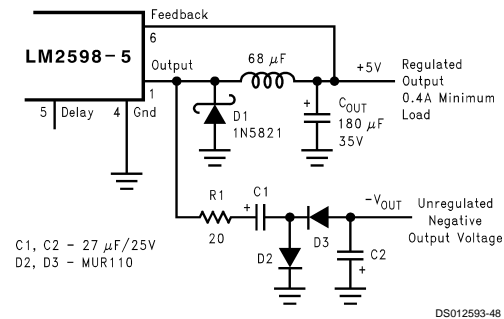 Feedback
6
LM2598-5
Output
1
68 μF
+5V
Regulated
Output
0.4A Minimum
Load
5
Delay
4
Gnd
D1
1N5821
+
C_OUT
180 μF
35V
R1
20
C1
+
-V_OUT
Unregulated
Negative
Output Voltage
D3
D2
C2
+
C1, C2 - 27 μF/25V
D2, D3 - MUR110
DS012593-48